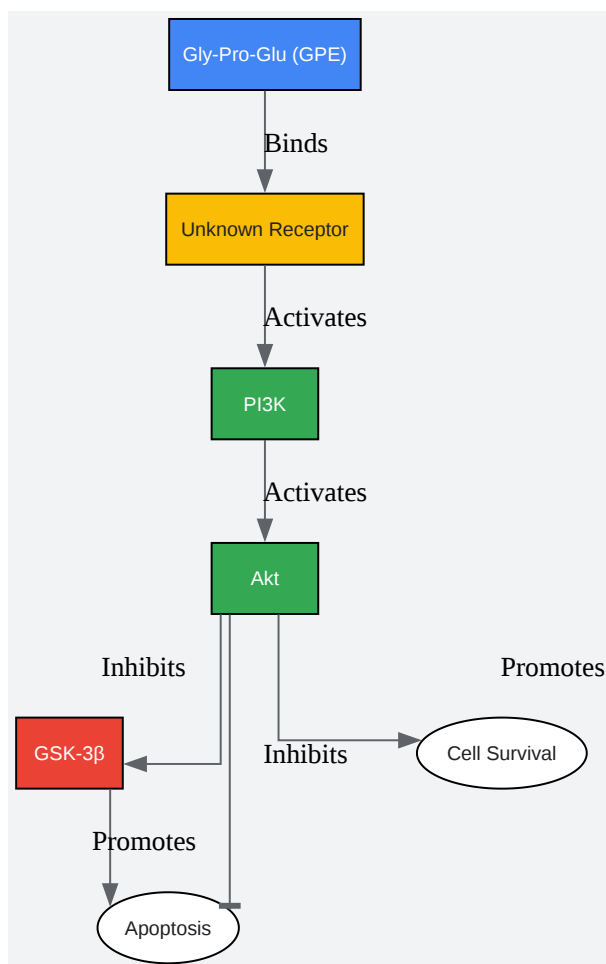 Gly-Pro-Glu (GPE)
Binds
Unknown Receptor
Activates
PI3K
Activates
Akt
Inhibits
Promotes
GSK-3β
Inhibits
Cell Survival
Promotes
Apoptosis